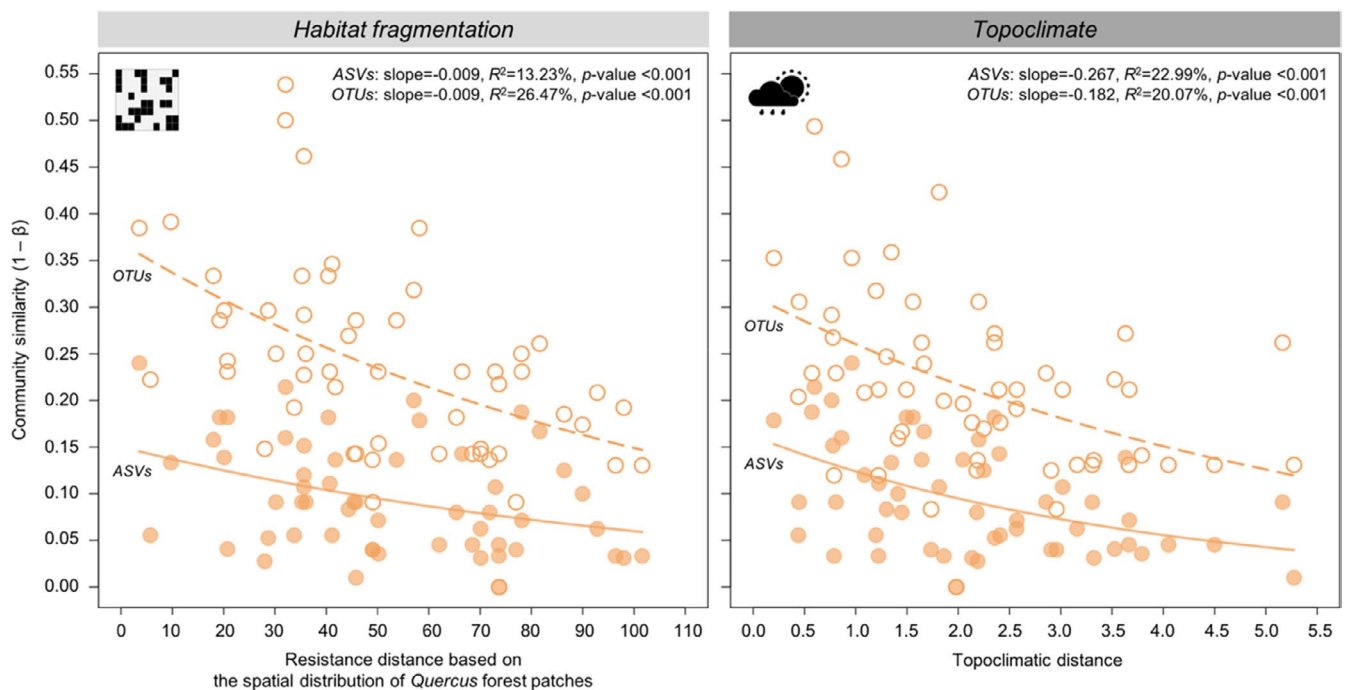 Habitat fragmentation
ASVs: slope=-0.009, R²=13.23%, p-value <0.001
OTUs: slope=-0.009, R²=26.47%, p-value <0.001
Community similarity (1 – β)
0.55
0.50
0.45
0.40
0.35
0.30
0.25
0.20
0.15
0.10
0.05
0.00
OTUs
ASVs
0 10 20 30 40 50 60 70 80 90 100 110
Resistance distance based on
the spatial distribution of Quercus forest patches
Topoclimate
ASVs: slope=-0.267, R²=22.99%, p-value <0.001
OTUs: slope=-0.182, R²=20.07%, p-value <0.001
OTUs
ASVs
0.0 0.5 1.0 1.5 2.0 2.5 3.0 3.5 4.0 4.5 5.0 5.5
Topoclimatic distance